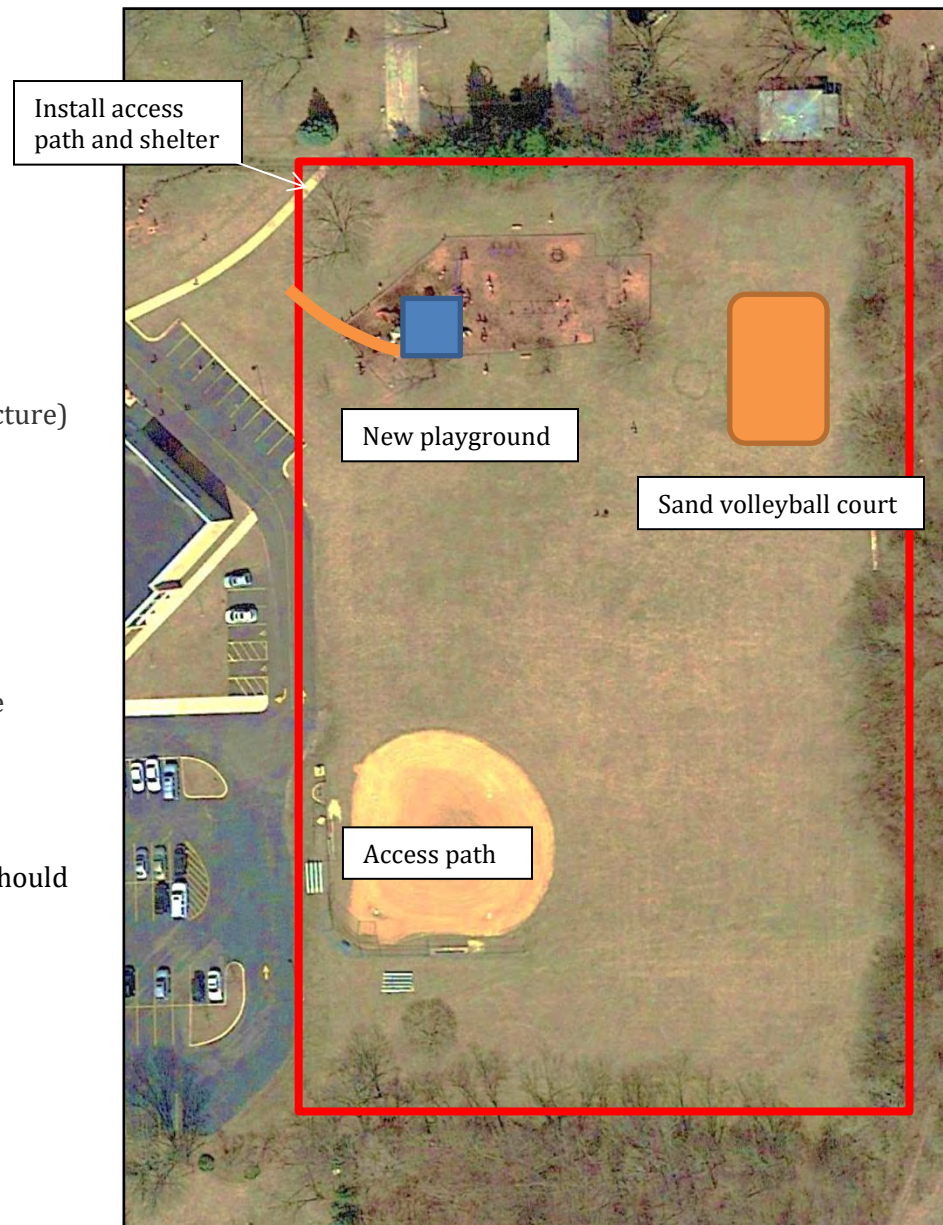 Install access
path and shelter
cture)
New playground
Sand volleyball court
e
Access path
hould